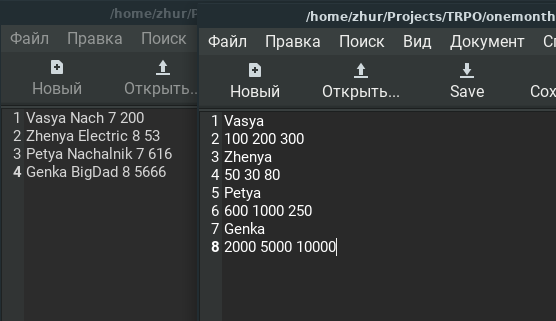 /home/zhur/P
Файл Правка Поиск
Новый Открыть...
1 Vasya Nach 7 200
2 Zhenya Electric 8 53
3 Petya Nachalnik 7 616
4 Genka BigDad 8 5666
/home/zhur/Projects/TRPO/onemonth
Файл Правка Поиск Вид Документ
Новый Открыть... Save Сох
1 Vasya
2 100 200 300
3 Zhenya
4 50 30 80
5 Petya
6 600 1000 250
7 Genka
8 2000 5000 10000